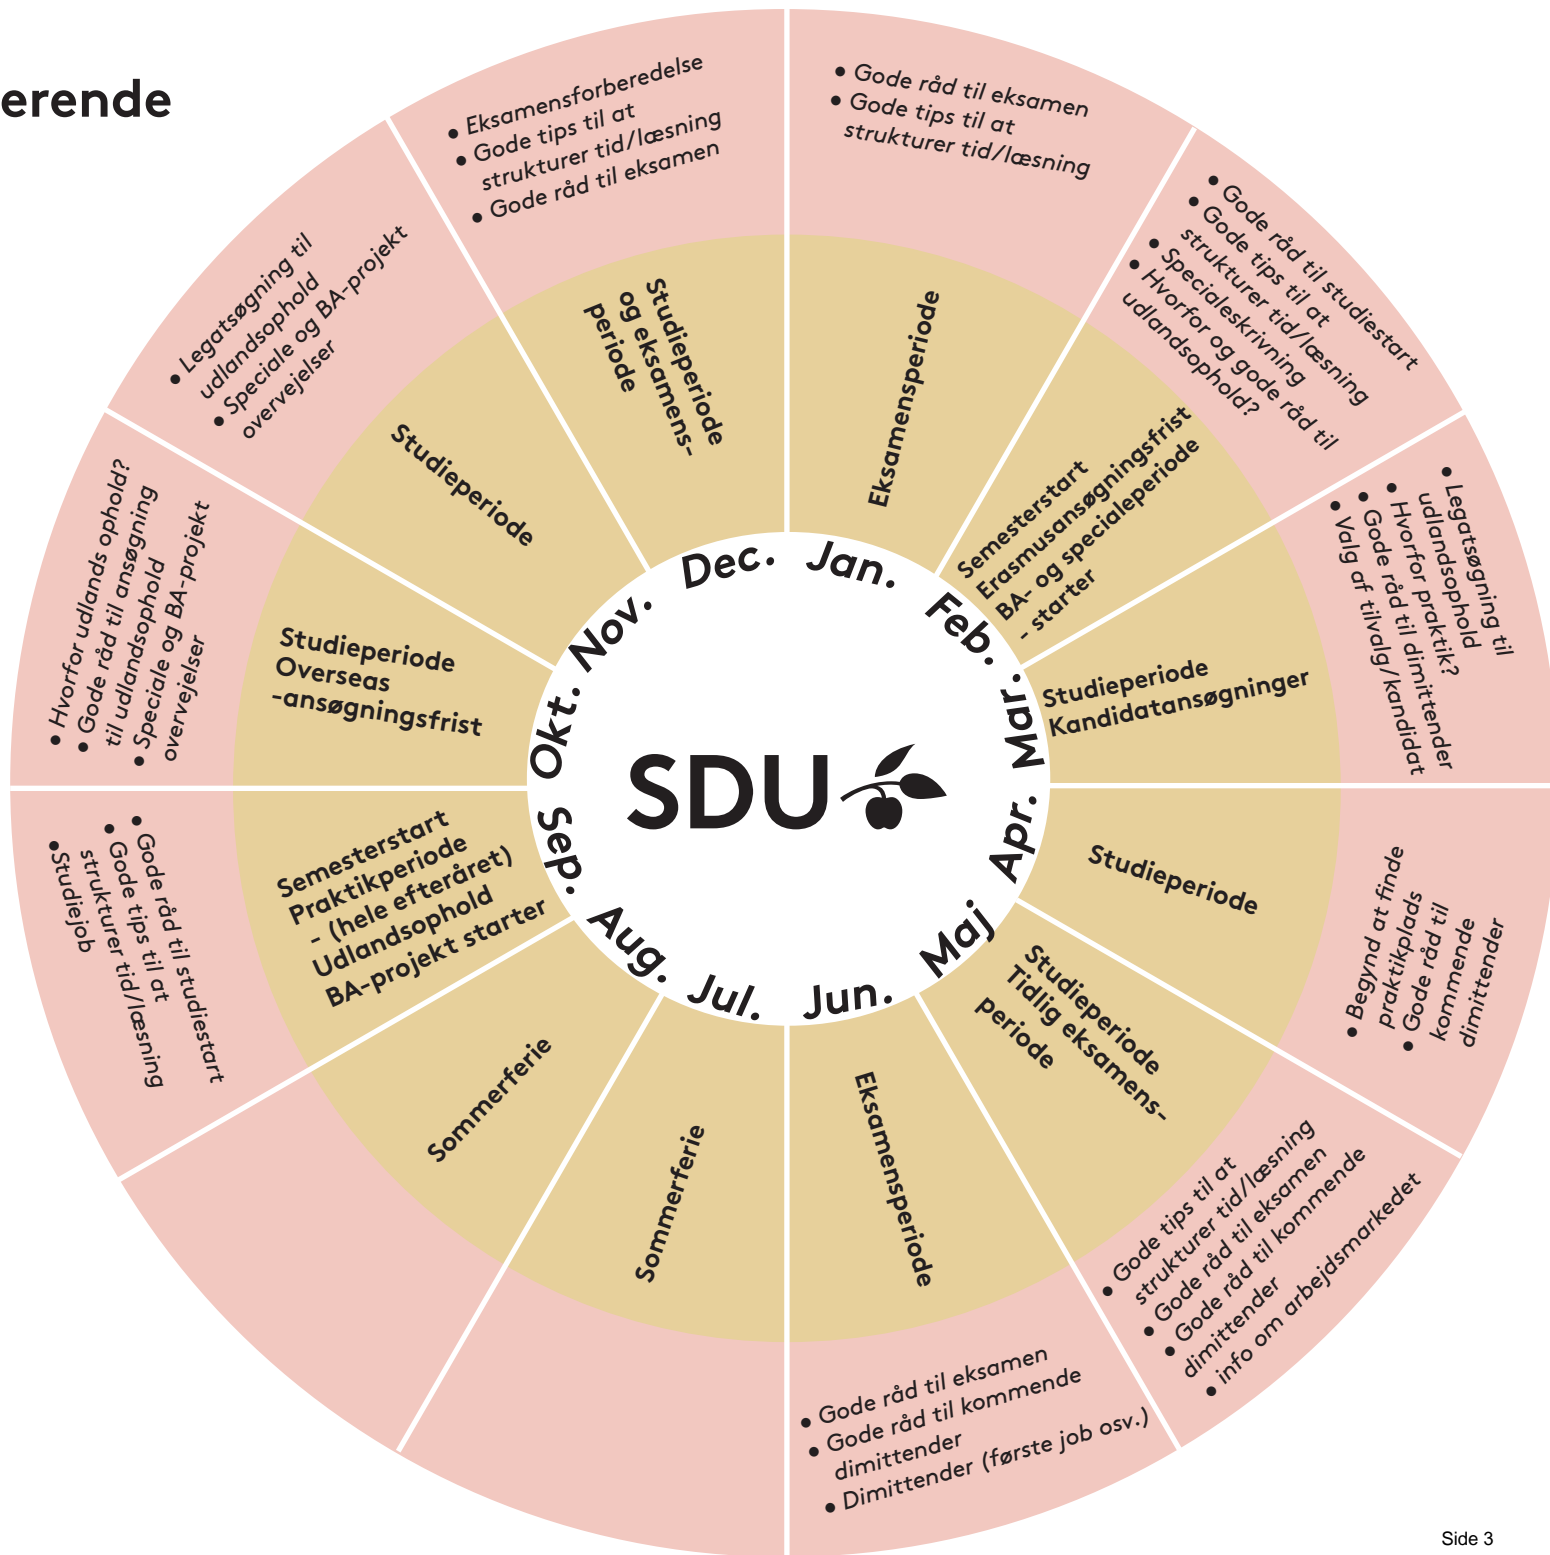 erende
• Gode råd til eksamen
• Gode tips til at
strukturer tid/læsning
Eksamensperiode
Jan.
• Gode råd til studiestart
• Gode tips til at
strukturer tid/læsning
• Specialeskrivning
• Hvorfor og gode råd til
udlandsophold?
Semesterstart
Erasmusansøgningsfrist
BA- og specialeperiode
- starter
Feb.
• Legatsøgning til
udlandsophold
• Hvorfor praktik?
• Gode råd til dimittender
• Valg af tilvalg/kandidat
Studieperiode
Kandidatansøgninger
Mar.
• Begynd at finde
praktikplads
• Gode råd til
kommende
dimittender
Studieperiode
Apr.
• Gode tips til at
strukturer tid/læsning
• Gode råd til eksamen
• Gode råd til kommende
dimittender
• info om arbejdsmarkedet
Studieperiode
Tidlig eksamens-
periode
Maj
• Gode råd til eksamen
• Gode råd til kommende
dimittender
• Dimittender (første job osv.)
Eksamensperiode
Jun.
Sommerferie
Jul.
Sommerferie
Aug.
• Gode råd til studiestart
• Gode tips til at
strukturer tid/læsning
• Studiejob
Semesterstart
Praktikperiode
- (hele efteråret)
Udlandsophold
BA-projekt starter
Sep.
• Hvorfor udlands ophold?
• Gode råd til ansøgning
til udlandsophold
• Speciale og BA-projekt
overvejelser
Studieperiode
Overseas
-ansøgningsfrist
Okt.
• Legatsøgning til
udlandsophold
• Speciale og BA-projekt
overvejelser
Studieperiode
Nov.
• Eksamensforberedelse
• Gode tips til at
strukturer tid/læsning
• Gode råd til eksamen
Studieperiode
og eksamens-
periode
Dec.
SDU
Side 3